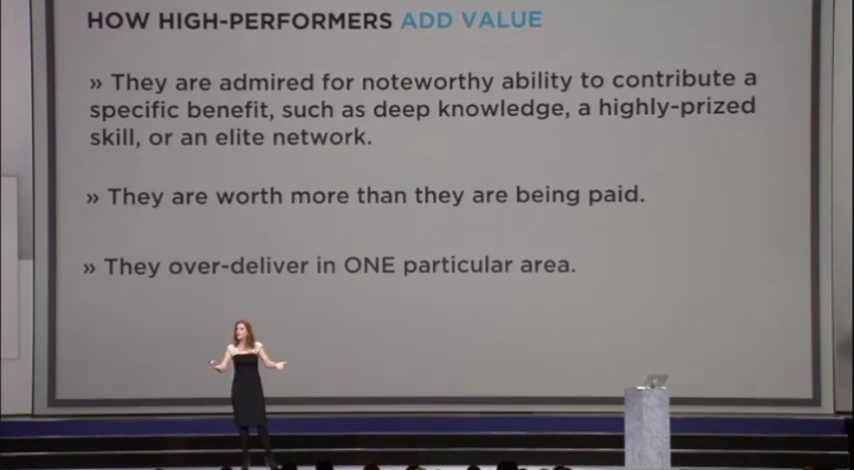 HOW HIGH-PERFORMERS ADD VALUE
» They are admired for noteworthy ability to contribute a
specific benefit, such as deep knowledge, a highly-prized
skill, or an elite network.
» They are worth more than they are being paid.
» They over-deliver in ONE particular area.